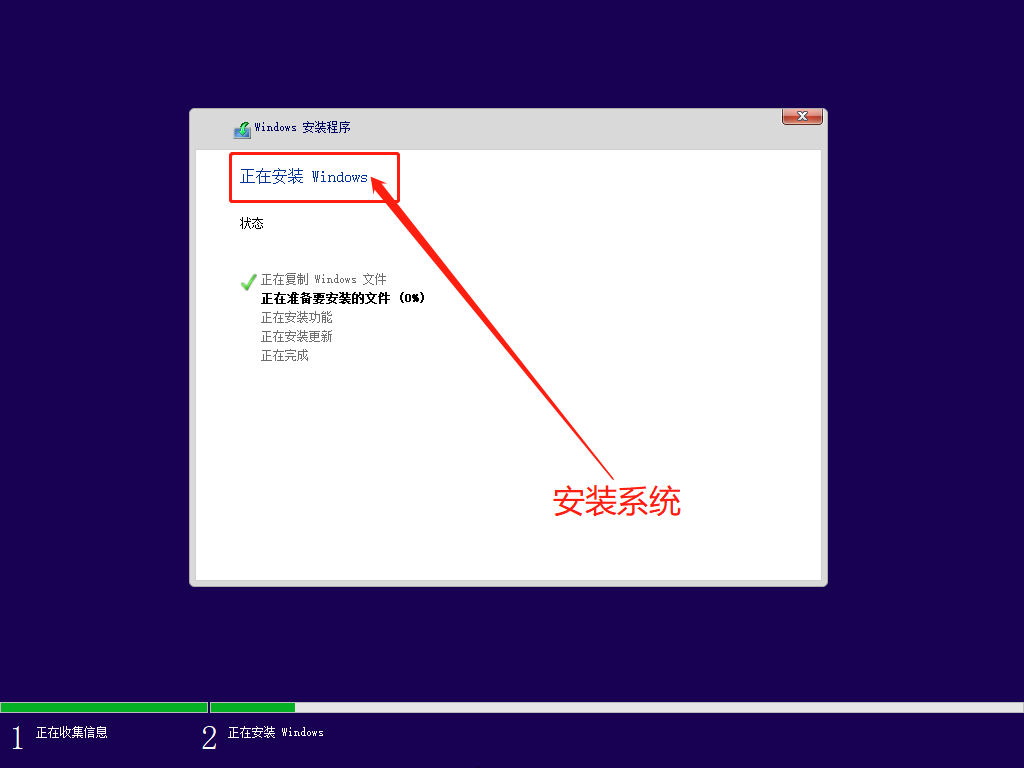 Windows 安装程序
正在安装 Windows
状态
正在复制 Windows 文件
正在准备要安装的文件 (0%)
正在安装功能
正在安装更新
正在完成
安装系统
1 正在收集信息
2 正在安装 Windows